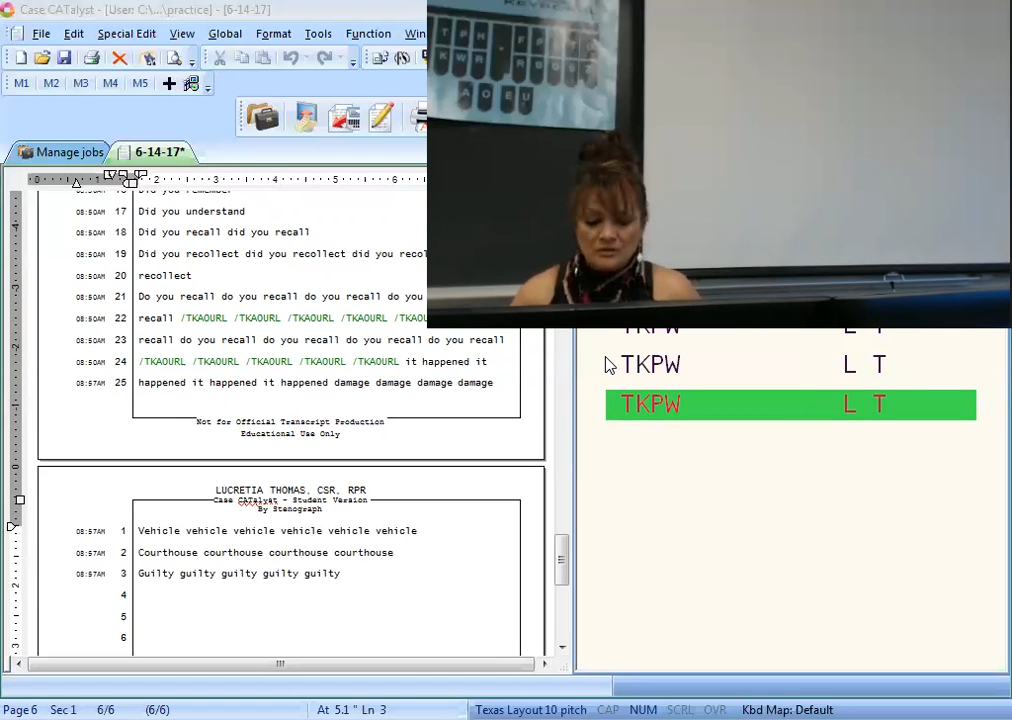 Case CATalyst - [User: C:\...\practice] - [6-14-17]
File Edit Special Edit View Global Format Tools Function Win
M1 M2 M3 M4 M5
Manage jobs 6-14-17*
0 1 2 3 4 5 6
08:50AM 17 Did you understand
08:50AM 18 Did you recall did you recall
08:50AM 19 Did you recollect did you recollect did you
08:50AM 20 recollect
08:50AM 21 Do you recall do you recall do you recall do you
08:50AM 22 recall /TKAOURL /TKAOURL /TKAOURL /TKAOURL
08:50AM 23 recall do you recall do you recall do you recall
08:50AM 24 /TKAOURL /TKAOURL /TKAOURL /TKAOURL /TKAOURL it happened it
08:57AM 25 happened it happened it happened damage damage damage damage
Not for Official Transcript Production
Educational Use Only
LUCRETIA THOMAS, CSR, RPR
Case CATalyst - Student Version
By Stenograph
08:57AM 1 Vehicle vehicle vehicle vehicle vehicle vehicle
08:57AM 2 Courthouse courthouse courthouse courthouse
08:57AM 3 Guilty guilty guilty guilty guilty
4
5
6
T P H F P
K W R R B
A O E U
TKPW L T
TKPW L T
Page 6 Sec 1 6/6 (6/6) At 5.1 " Ln 3 Texas Layout 10 pitch CAP NUM SCRL OVR Kbd Map: Default